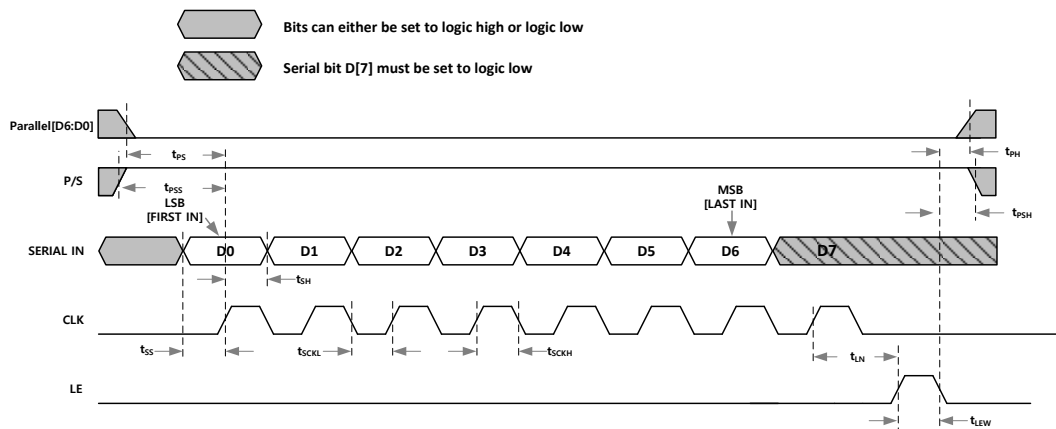 Bits can either be set to logic high or logic low
Serial bit D[7] must be set to logic low
Parallel[D6:D0]
tPS
tPH
P/S
tPSS
LSB
[FIRST IN]
MSB
[LAST IN]
tPSH
SERIAL IN
D0
D1
D2
D3
D4
D5
D6
D7
tSH
CLK
tSS
tSCKL
tSCKH
tLN
LE
tLEW